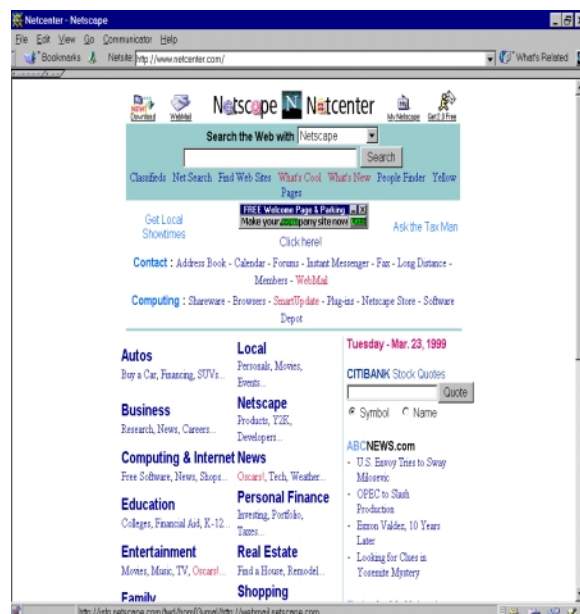 Netcenter - Netscape
File Edit View Go Communicator Help
Bookmarks Netsite: http://www.netcenter.com/ What's Related
Netscape N Netcenter
Download WebMail My Netscape Get 2.0 Free
Search the Web with Netscape
Search
Classifieds Net Search Find Web Sites What's Cool What's New People Finder Yellow
Pages
Get Local
Showtimes
FREE Welcome Page & Parking
Make your .company site now
Click here!
Ask the Tax Man
Contact : Address Book - Calendar - Forums - Instant Messenger - Fax - Long Distance -
Members - WebMail
Computing : Shareware - Browsers - SmartUpdate - Plug-ins - Netscape Store - Software
Depot
Autos
Buy a Car, Financing, SUVs...
Business
Research, News, Careers...
Computing & Internet
Free Software, News, Shops...
Education
Colleges, Financial Aid, K-12...
Entertainment
Movies, Music, TV, Oscars!...
Family
Local
Personals, Movies,
Events...
Netscape
Products, Y2K,
Developers...
News
Oscars!, Tech, Weather...
Personal Finance
Investing, Portfolio,
Taxes...
Real Estate
Find a House, Remodel...
Shopping
Tuesday - Mar. 23, 1999
CITIBANK Stock Quotes
Quote
Symbol Name
ABCNEWS.com
- U.S. Envoy Tries to Sway
Milosevic
- OPEC to Slash
Production
- Exxon Valdez, 10 Years
Later
- Looking for Clues in
Yosemite Mystery